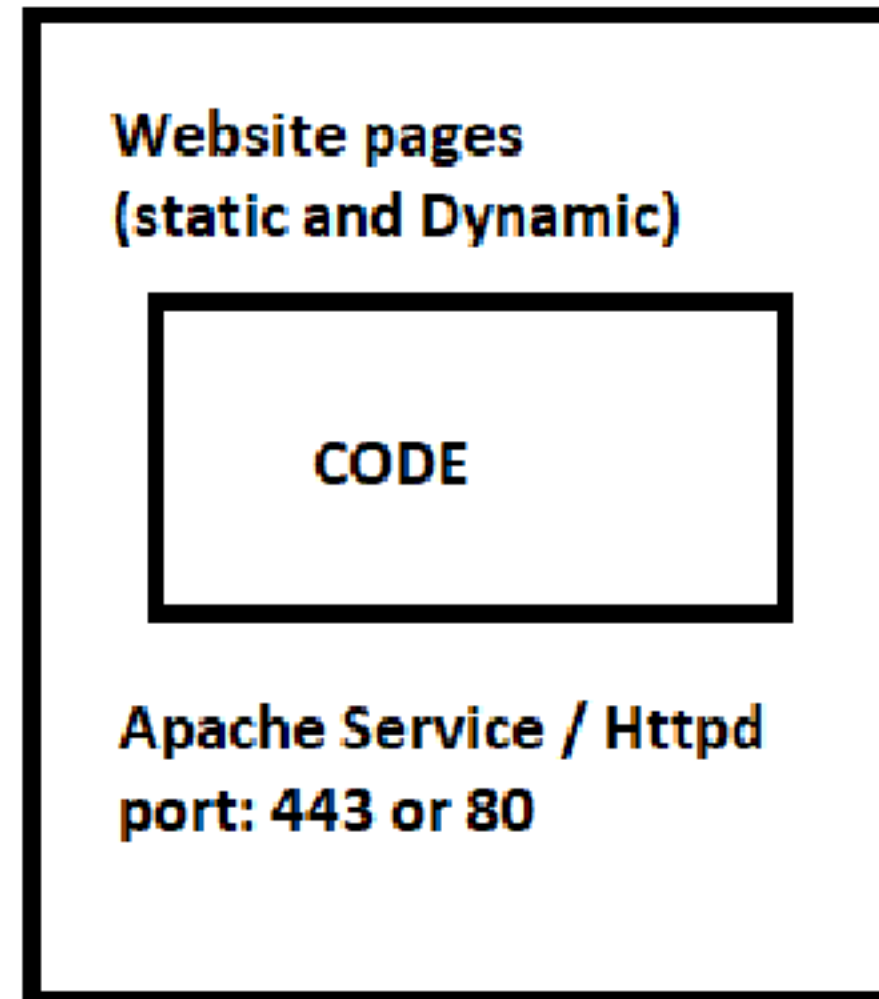 Website pages
(static and Dynamic)
CODE
Apache Service / Httpd
port: 443 or 80